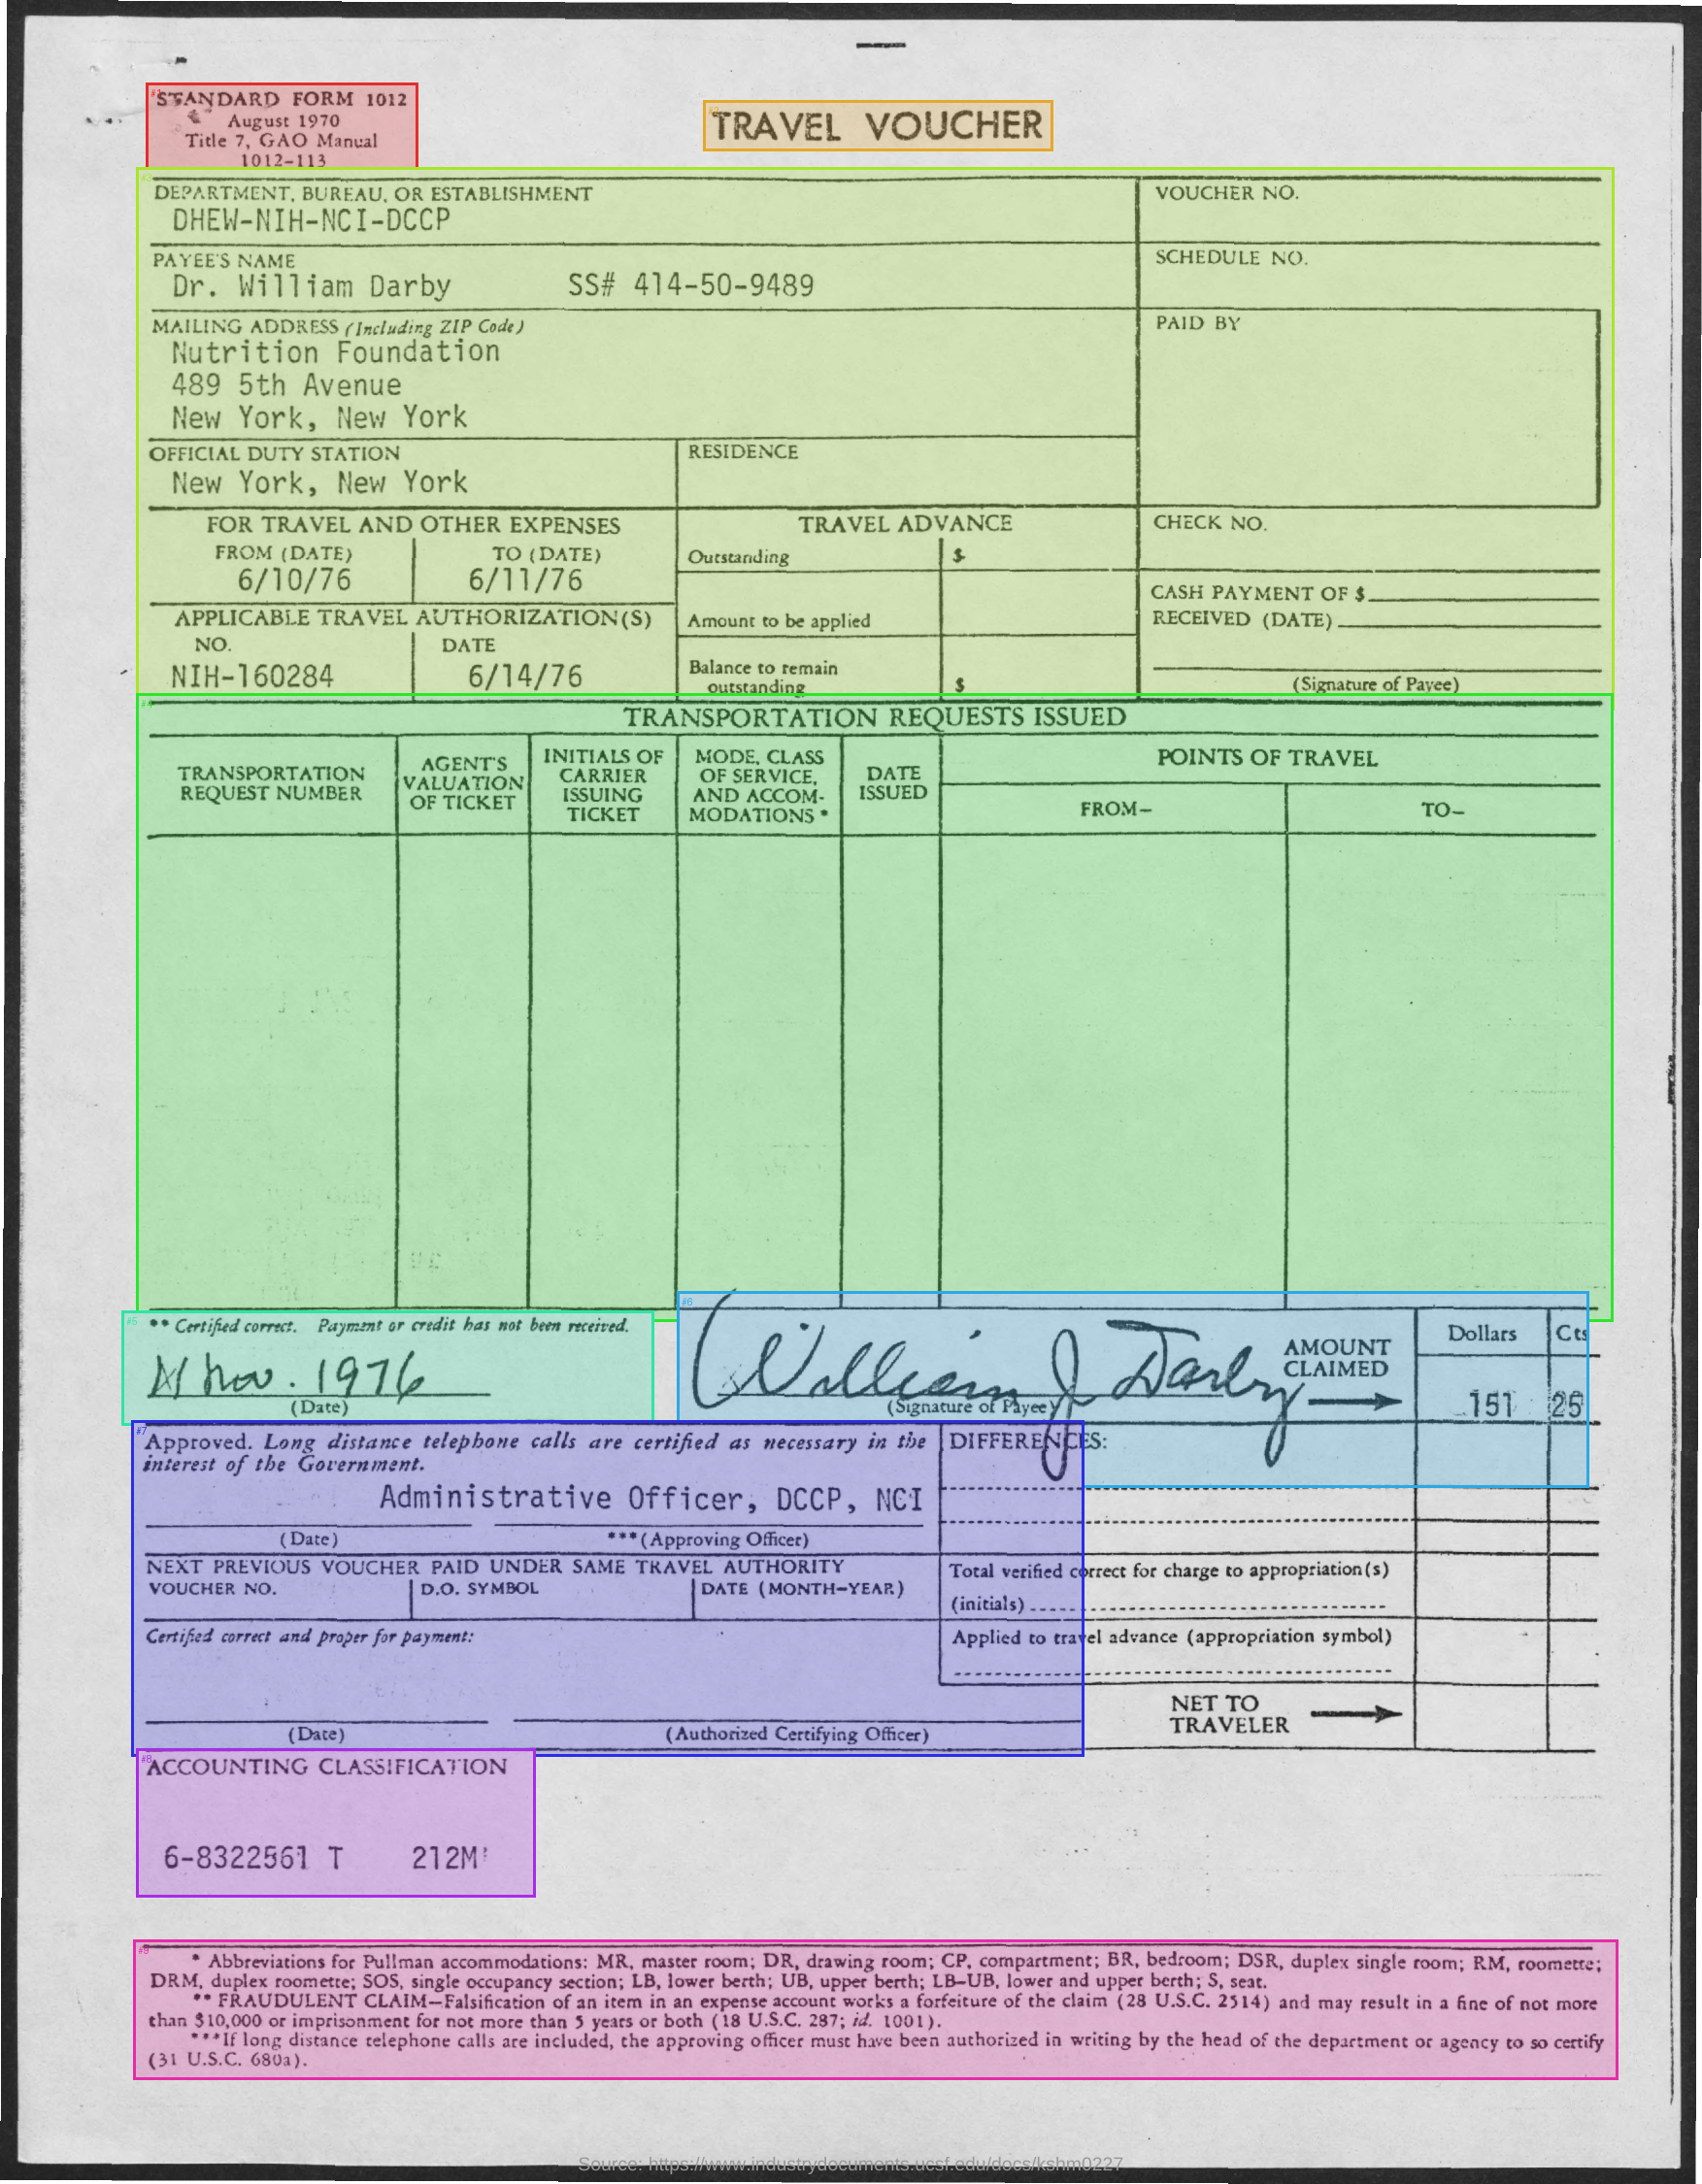 STANDARD FORM 1012
August 1970
Title 7, GAO Manual
1012-113
TRAVEL VOUCHER
DEPARTMENT, BUREAU, OR ESTABLISHMENT
DHEW-NIH-NCI-DCCP
VOUCHER NO.
PAYEE'S NAME
Dr. William Darby SS# 414-50-9489
SCHEDULE NO.
MAILING ADDRESS (Including ZIP Code)
Nutrition Foundation
489 5th Avenue
New York, New York
PAID BY
OFFICIAL DUTY STATION
New York, New York
RESIDENCE
FOR TRAVEL AND OTHER EXPENSES
FROM (DATE) TO (DATE)
6/10/76 6/11/76
TRAVEL ADVANCE
Outstanding $
CHECK NO.
APPLICABLE TRAVEL AUTHORIZATION(S)
NO. DATE
NIH-160284 6/14/76
Amount to be applied
Balance to remain
outstanding $
CASH PAYMENT OF $
RECEIVED (DATE)
(Signature of Payee)
TRANSPORTATION REQUESTS ISSUED
TRANSPORTATION
REQUEST NUMBER
AGENT'S
VALUATION
OF TICKET
INITIALS OF
CARRIER
ISSUING
TICKET
MODE, CLASS
OF SERVICE,
AND ACCOM-
MODATIONS *
DATE
ISSUED
POINTS OF TRAVEL
FROM-
TO-
** Certified correct. Payment or credit has not been received.
Nov. 1976
(Date)
William J Darby
(Signature of Payee)
AMOUNT
CLAIMED
Dollars Cts
151 25
Approved. Long distance telephone calls are certified as necessary in the
interest of the Government.
Administrative Officer, DCCP, NCI
(Date) ***(Approving Officer)
DIFFERENCES:
NEXT PREVIOUS VOUCHER PAID UNDER SAME TRAVEL AUTHORITY
VOUCHER NO. D.O. SYMBOL DATE (MONTH-YEAR)
Total verified correct for charge to appropriation(s)
(initials)
Certified correct and proper for payment:
Applied to travel advance (appropriation symbol)
(Date) (Authorized Certifying Officer)
NET TO
TRAVELER
ACCOUNTING CLASSIFICATION
6-8322561 T 212M
* Abbreviations for Pullman accommodations: MR, master room; DR, drawing room; CP, compartment; BR, bedroom; DSR, duplex single room; RM, roomette;
DRM, duplex roomette; SOS, single occupancy section; LB, lower berth; UB, upper berth; LB-UB, lower and upper berth; S, seat.
** FRAUDULENT CLAIM—Falsification of an item in an expense account works a forfeiture of the claim (28 U.S.C. 2514) and may result in a fine of not more
than $10,000 or imprisonment for not more than 5 years or both (18 U.S.C. 287; id. 1001).
***If long distance telephone calls are included, the approving officer must have been authorized in writing by the head of the department or agency to so certify
(31 U.S.C. 680a).
Source: https://www.industrydocuments.ucsf.edu/docs/kshm0227